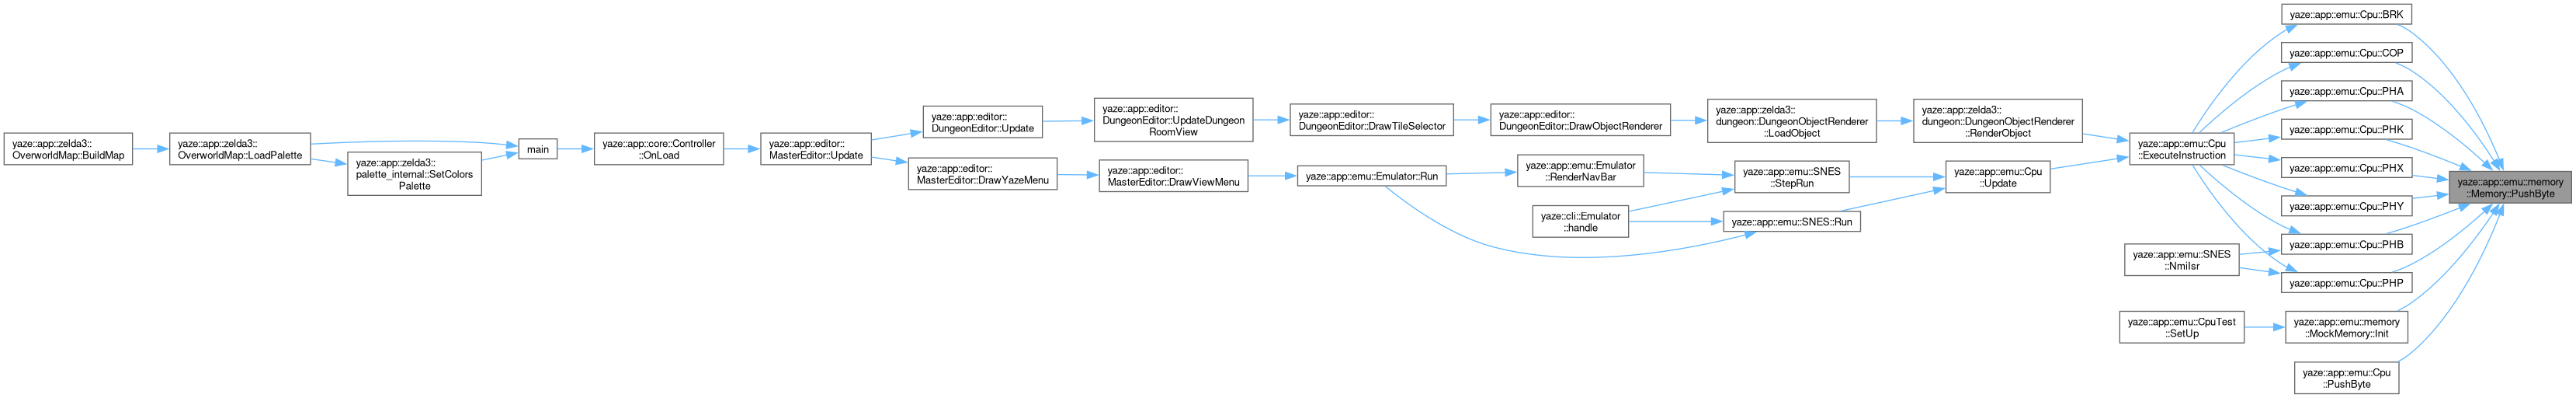 yaze::app::zelda3::
OverworldMap::BuildMap
yaze::app::zelda3::
OverworldMap::LoadPalette
yaze::app::zelda3::
palette_internal::SetColors
Palette
main
yaze::app::core::Controller
::OnLoad
yaze::app::editor::
MasterEditor::Update
yaze::app::editor::
DungeonEditor::Update
yaze::app::editor::
MasterEditor::DrawYazeMenu
yaze::app::editor::
DungeonEditor::UpdateDungeon
RoomView
yaze::app::editor::
MasterEditor::DrawViewMenu
yaze::app::editor::
DungeonEditor::DrawTileSelector
yaze::app::emu::Emulator::Run
yaze::app::editor::
DungeonEditor::DrawObjectRenderer
yaze::app::emu::Emulator
::RenderNavBar
yaze::cli::Emulator
::handle
yaze::app::zelda3::
dungeon::DungeonObjectRenderer
::LoadObject
yaze::app::emu::SNES
::StepRun
yaze::app::emu::SNES::Run
yaze::app::zelda3::
dungeon::DungeonObjectRenderer
::RenderObject
yaze::app::emu::Cpu
::Update
yaze::app::emu::Cpu
::ExecuteInstruction
yaze::app::emu::SNES
::NmiIsr
yaze::app::emu::CpuTest
::SetUp
yaze::app::emu::Cpu::BRK
yaze::app::emu::Cpu::COP
yaze::app::emu::Cpu::PHA
yaze::app::emu::Cpu::PHK
yaze::app::emu::Cpu::PHX
yaze::app::emu::Cpu::PHY
yaze::app::emu::Cpu::PHB
yaze::app::emu::Cpu::PHP
yaze::app::emu::memory
::MockMemory::Init
yaze::app::emu::Cpu
::PushByte
yaze::app::emu::memory
::Memory::PushByte